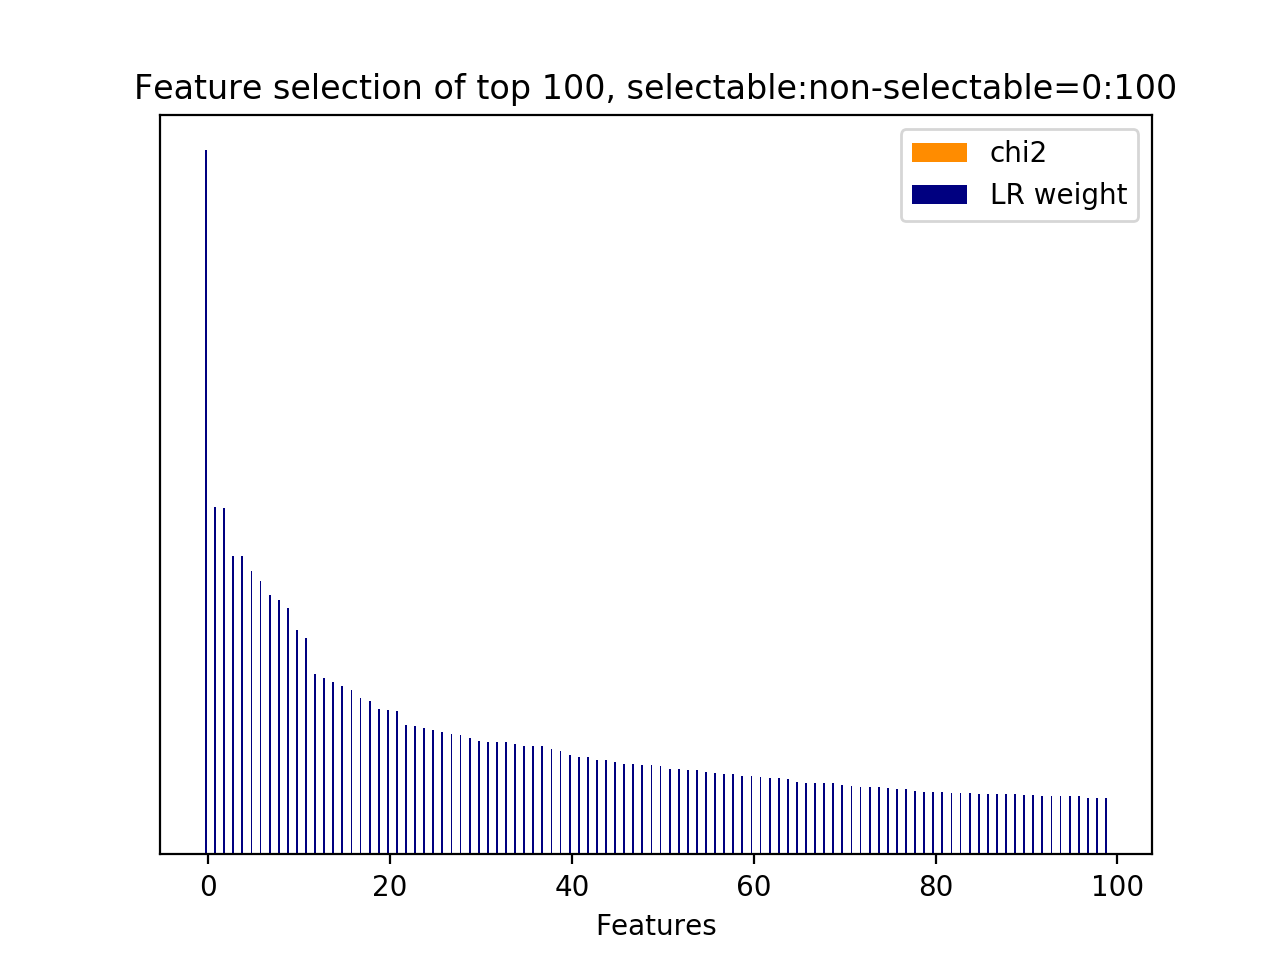 Feature selection of top 100, selectable:non-selectable=0:100
chi2
LR weight
0 20 40 60 80 100
Features